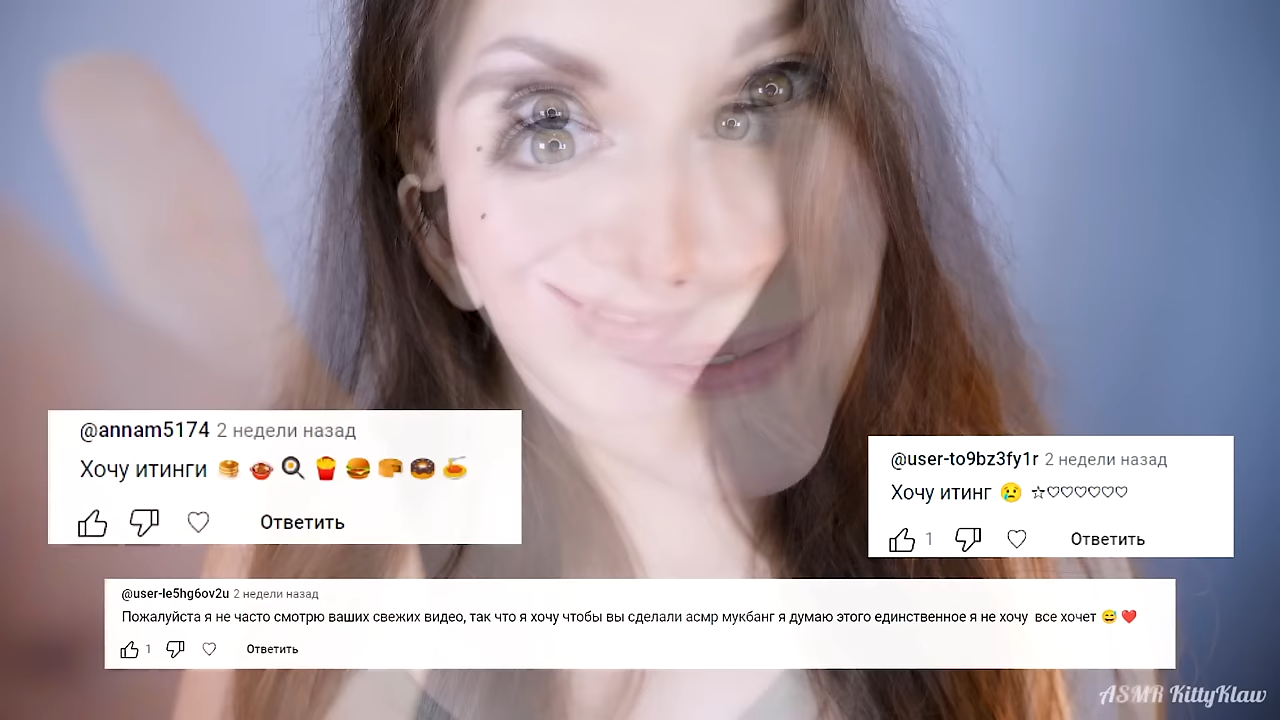 @annam5174 2 недели назад
Хочу итинги 🥞🍲🍳🍟🍔🧀🍩🍝
Ответить
@user-to9bz3fy1r 2 недели назад
Хочу итинг 😢 ☆♡♡♡♡♡♡
1 Ответить
@user-le5hg6ov2u 2 недели назад
Пожалуйста я не часто смотрю ваших свежих видео, так что я хочу чтобы вы сделали асмр мукбанг я думаю этого единственное я не хочу все хочет 😅 ❤️
1 Ответить
ASMR KittyKlaw